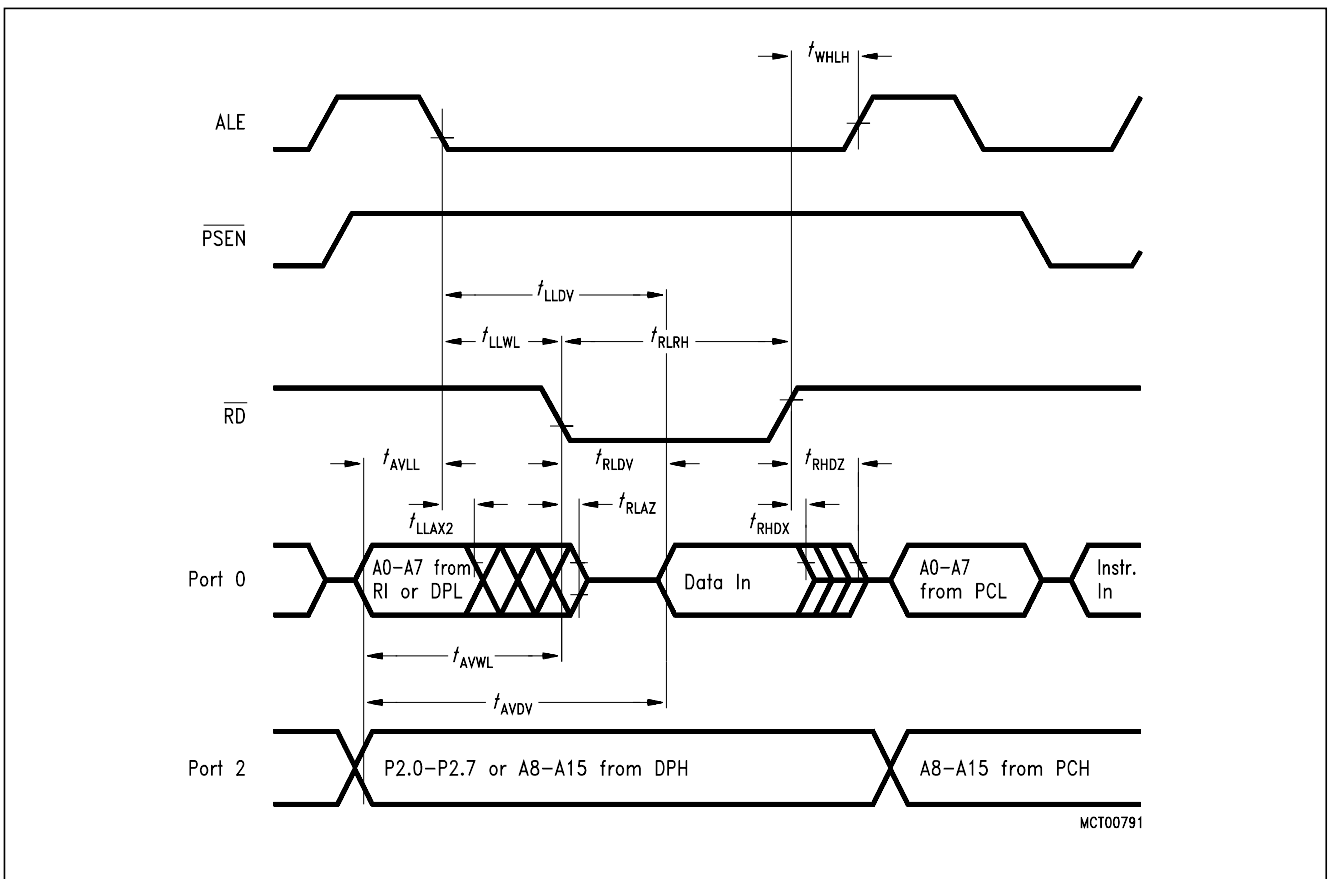 tWHLH
ALE
PSEN
tLLDV
tLLWL
tRLRH
RD
tAVLL
tRLDV
tRHDZ
tLLAX2
tRLAZ
tRHDX
Port 0
A0–A7 from
RI or DPL
Data In
A0–A7
from PCL
Instr.
In
tAVWL
tAVDV
Port 2
P2.0–P2.7 or A8–A15 from DPH
A8–A15 from PCH
MCT00791